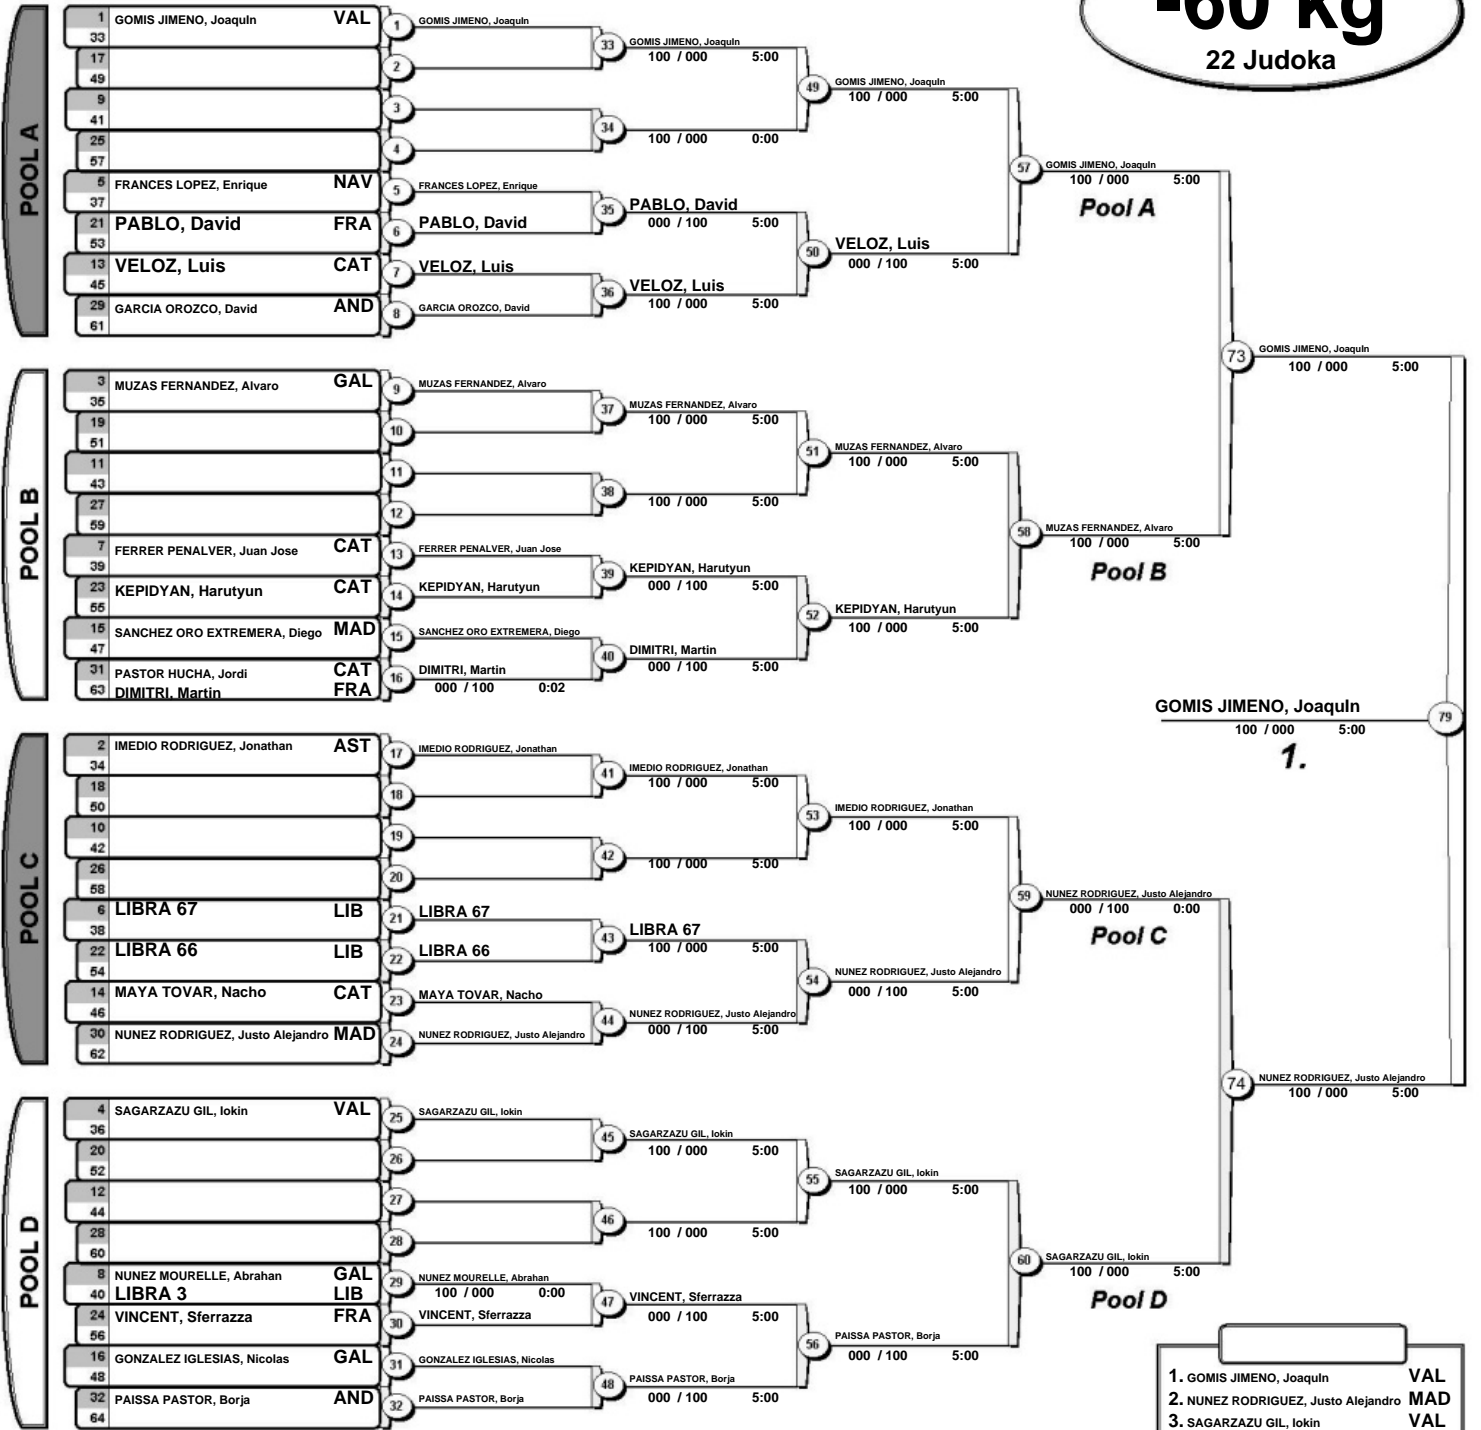 -60 kg
22 Judoka
POOL A
1 GOMIS JIMENO, JoaquIn VAL
33
17
49
9
41
25
57
5 FRANCES LOPEZ, Enrique NAV
37
21 PABLO, David FRA
53
13 VELOZ, Luis CAT
45
29 GARCIA OROZCO, David AND
61
1 GOMIS JIMENO, JoaquIn
2
3
4
5 FRANCES LOPEZ, Enrique
6 PABLO, David
7 VELOZ, Luis
8 GARCIA OROZCO, David
33 GOMIS JIMENO, JoaquIn
100 / 000 5:00
34
100 / 000 0:00
35 PABLO, David
000 / 100 5:00
36 VELOZ, Luis
100 / 000 5:00
49 GOMIS JIMENO, JoaquIn
100 / 000 5:00
50 VELOZ, Luis
000 / 100 5:00
57 GOMIS JIMENO, JoaquIn
100 / 000 5:00
Pool A
POOL B
3 MUZAS FERNANDEZ, Alvaro GAL
35
19
51
11
43
27
59
7 FERRER PENALVER, Juan Jose CAT
39
23 KEPIDYAN, Harutyun CAT
55
15 SANCHEZ ORO EXTREMERA, Diego MAD
47
31 PASTOR HUCHA, Jordi CAT
63 DIMITRI, Martin FRA
9 MUZAS FERNANDEZ, Alvaro
10
11
12
13 FERRER PENALVER, Juan Jose
14 KEPIDYAN, Harutyun
15 SANCHEZ ORO EXTREMERA, Diego
16 DIMITRI, Martin
000 / 100 0:02
37 MUZAS FERNANDEZ, Alvaro
100 / 000 5:00
38
100 / 000 5:00
39 KEPIDYAN, Harutyun
000 / 100 5:00
40 DIMITRI, Martin
000 / 100 5:00
51 MUZAS FERNANDEZ, Alvaro
100 / 000 5:00
52 KEPIDYAN, Harutyun
100 / 000 5:00
58 MUZAS FERNANDEZ, Alvaro
100 / 000 5:00
Pool B
73 GOMIS JIMENO, JoaquIn
100 / 000 5:00
GOMIS JIMENO, JoaquIn 79
100 / 000 5:00
1.
POOL C
2 IMEDIO RODRIGUEZ, Jonathan AST
34
18
50
10
42
26
58
6 LIBRA 67 LIB
38
22 LIBRA 66 LIB
54
14 MAYA TOVAR, Nacho CAT
46
30 NUNEZ RODRIGUEZ, Justo Alejandro MAD
62
17 IMEDIO RODRIGUEZ, Jonathan
18
19
20
21 LIBRA 67
22 LIBRA 66
23 MAYA TOVAR, Nacho
24 NUNEZ RODRIGUEZ, Justo Alejandro
41 IMEDIO RODRIGUEZ, Jonathan
100 / 000 5:00
42
100 / 000 5:00
43 LIBRA 67
100 / 000 5:00
44 NUNEZ RODRIGUEZ, Justo Alejandro
000 / 100 5:00
53 IMEDIO RODRIGUEZ, Jonathan
100 / 000 5:00
54 NUNEZ RODRIGUEZ, Justo Alejandro
000 / 100 5:00
59 NUNEZ RODRIGUEZ, Justo Alejandro
000 / 100 0:00
Pool C
74 NUNEZ RODRIGUEZ, Justo Alejandro
100 / 000 5:00
POOL D
4 SAGARZAZU GIL, Iokin VAL
36
20
52
12
44
28
60
8 NUNEZ MOURELLE, Abrahan GAL
40 LIBRA 3 LIB
24 VINCENT, Sferrazza FRA
56
16 GONZALEZ IGLESIAS, Nicolas GAL
48
32 PAISSA PASTOR, Borja AND
64
25 SAGARZAZU GIL, Iokin
26
27
28
29 NUNEZ MOURELLE, Abrahan
100 / 000 0:00
30 VINCENT, Sferrazza
31 GONZALEZ IGLESIAS, Nicolas
32 PAISSA PASTOR, Borja
45 SAGARZAZU GIL, Iokin
100 / 000 5:00
46
100 / 000 5:00
47 VINCENT, Sferrazza
000 / 100 5:00
48 PAISSA PASTOR, Borja
000 / 100 5:00
55 SAGARZAZU GIL, Iokin
100 / 000 5:00
56 PAISSA PASTOR, Borja
000 / 100 5:00
60 SAGARZAZU GIL, Iokin
100 / 000 5:00
Pool D
1. GOMIS JIMENO, JoaquIn VAL
2. NUNEZ RODRIGUEZ, Justo Alejandro MAD
3. SAGARZAZU GIL, Iokin VAL